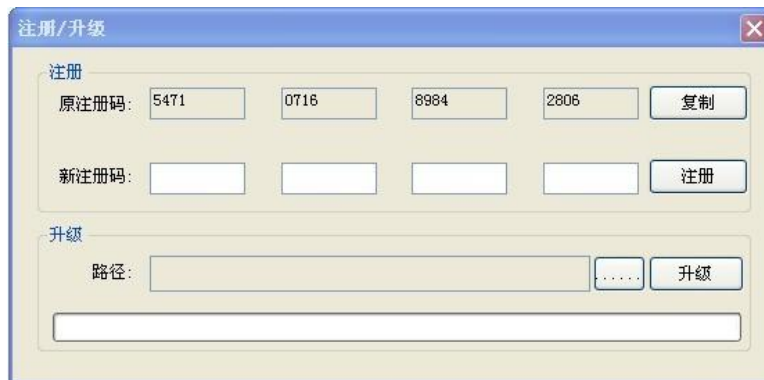 注册/升级
注册
原注册码: 5471 0716 8984 2806 复制
新注册码: 注册
升级
路径: ...... 升级